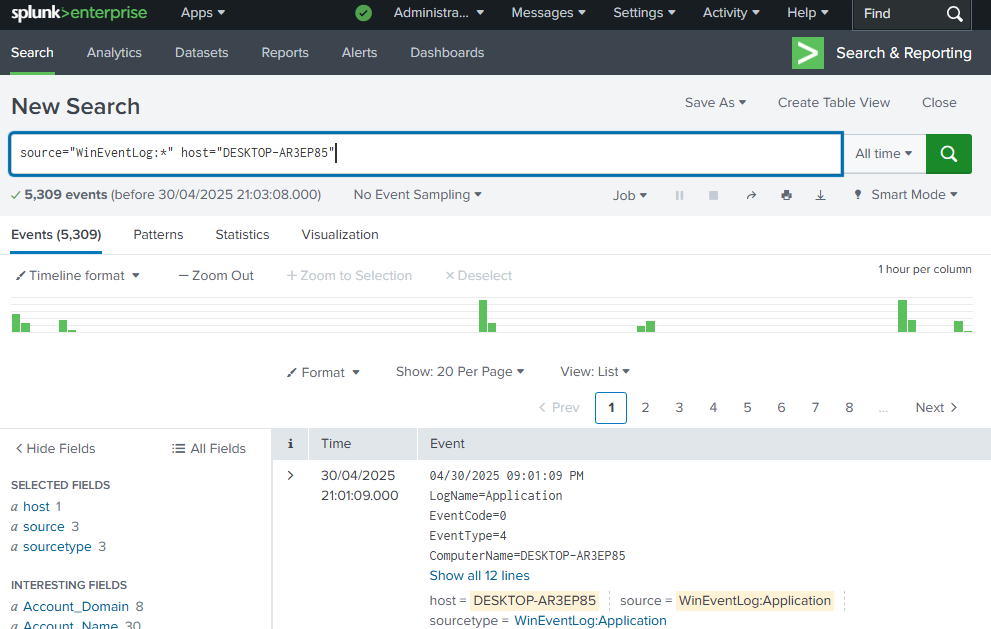 splunk>enterprise Apps Administra... Messages Settings Activity Help Find
Search Analytics Datasets Reports Alerts Dashboards > Search & Reporting
New Search Save As Create Table View Close
source="WinEventLog:*" host="DESKTOP-AR3EP85" All time
5,309 events (before 30/04/2025 21:03:08.000) No Event Sampling Job Smart Mode
Events (5,309) Patterns Statistics Visualization
Timeline format — Zoom Out + Zoom to Selection × Deselect 1 hour per column
Format Show: 20 Per Page View: List
< Prev 1 2 3 4 5 6 7 8 ... Next >
< Hide Fields All Fields i Time Event
SELECTED FIELDS
a host 1
a source 3
a sourcetype 3
INTERESTING FIELDS
a Account_Domain 8
a Account_Name 30
> 30/04/2025 21:01:09.000
04/30/2025 09:01:09 PM
LogName=Application
EventCode=0
EventType=4
ComputerName=DESKTOP-AR3EP85
Show all 12 lines
host = DESKTOP-AR3EP85 source = WinEventLog:Application
sourcetype = WinEventLog:Application